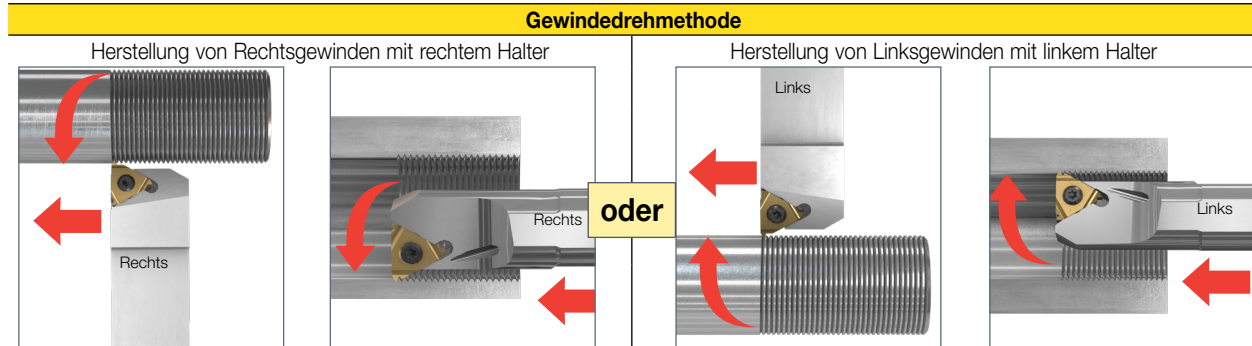 Gewindedrehmethode
Herstellung von Rechtsgewinden mit rechtem Halter
Rechts
Rechts
oder
Herstellung von Linksgewinden mit linkem Halter
Links
Links